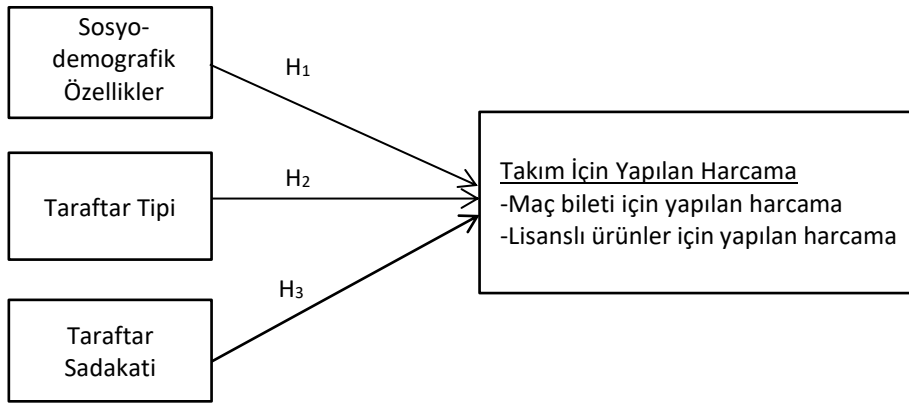 Sosyo-
demografik
Özellikler
H1
Taraftar Tipi
H2
Taraftar
Sadakati
H3
Takım İçin Yapılan Harcama
-Maç bileti için yapılan harcama
-Lisanslı ürünler için yapılan harcama